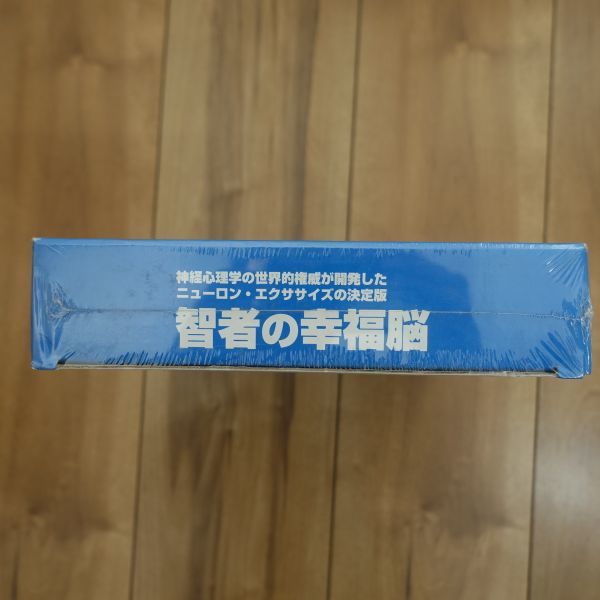 神経心理学の世界的権威が開発した
ニューロン・エクササイズの決定版
智者の幸福脳